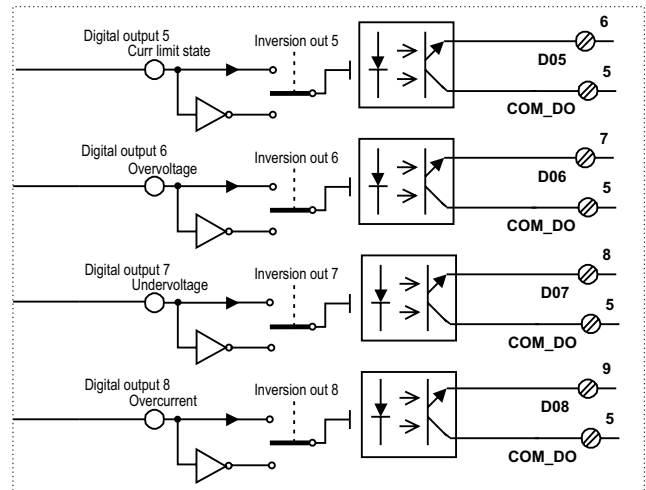 6
Digital output 5
Curr limit state
Inversion out 5
D05
5
COM_DO
7
Digital output 6
Overvoltage
Inversion out 6
D06
5
COM_DO
8
Digital output 7
Undervoltage
Inversion out 7
D07
5
COM_DO
9
Digital output 8
Overcurrent
Inversion out 8
D08
5
COM_DO